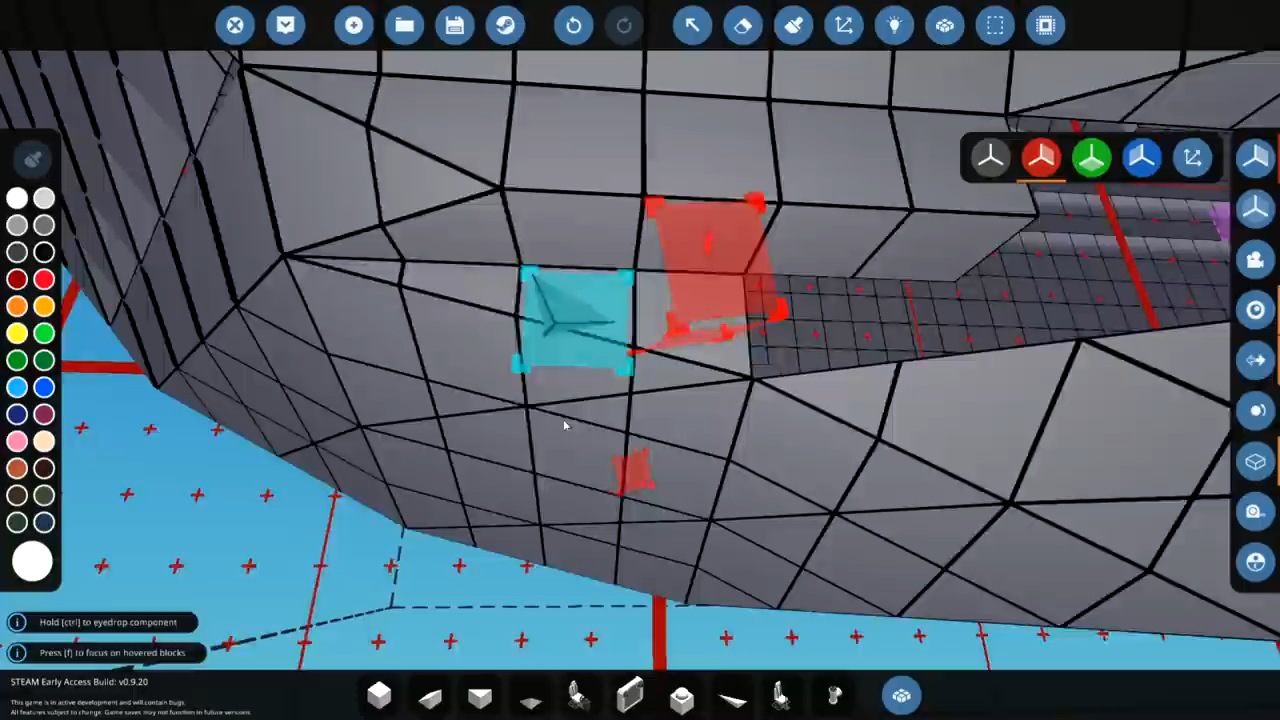 Hold [ctrl] to eyedrop component
Press [f] to focus on hovered blocks
STEAM Early Access Build: v0.9.20
This game is in active development and will contain bugs.
All features subject to change. Game saves may not function in future versions.